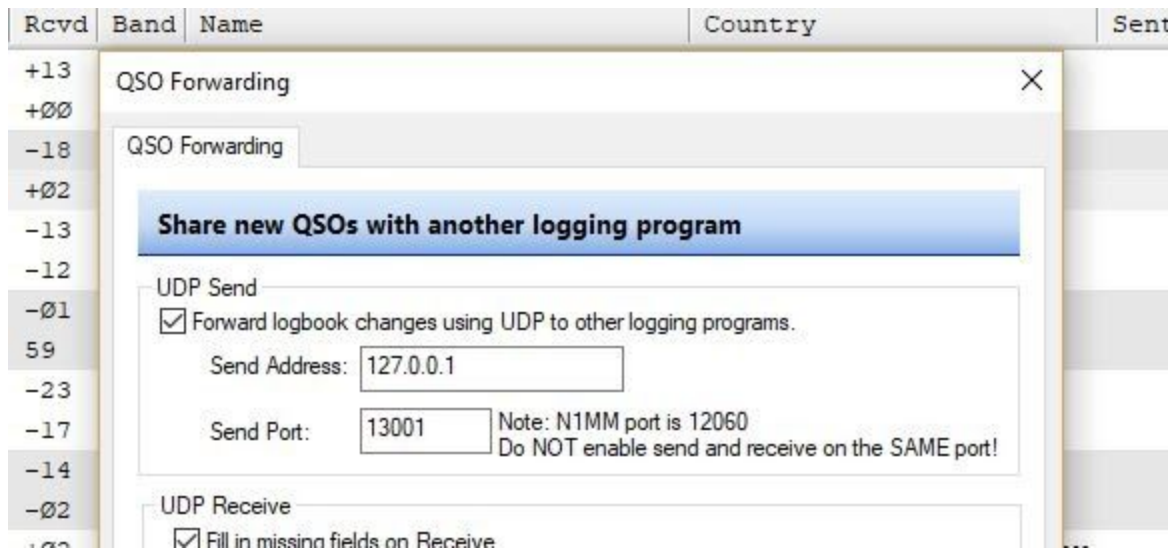 Rcvd Band Name Country Sent
+13
+ØØ
-18
+Ø2
-13
-12
-Ø1
59
-23
-17
-14
-Ø2
QSO Forwarding
QSO Forwarding
Share new QSOs with another logging program
UDP Send
Forward logbook changes using UDP to other logging programs.
Send Address: 127.0.0.1
Send Port: 13001 Note: N1MM port is 12060
Do NOT enable send and receive on the SAME port!
UDP Receive
Fill in missing fields on Receive